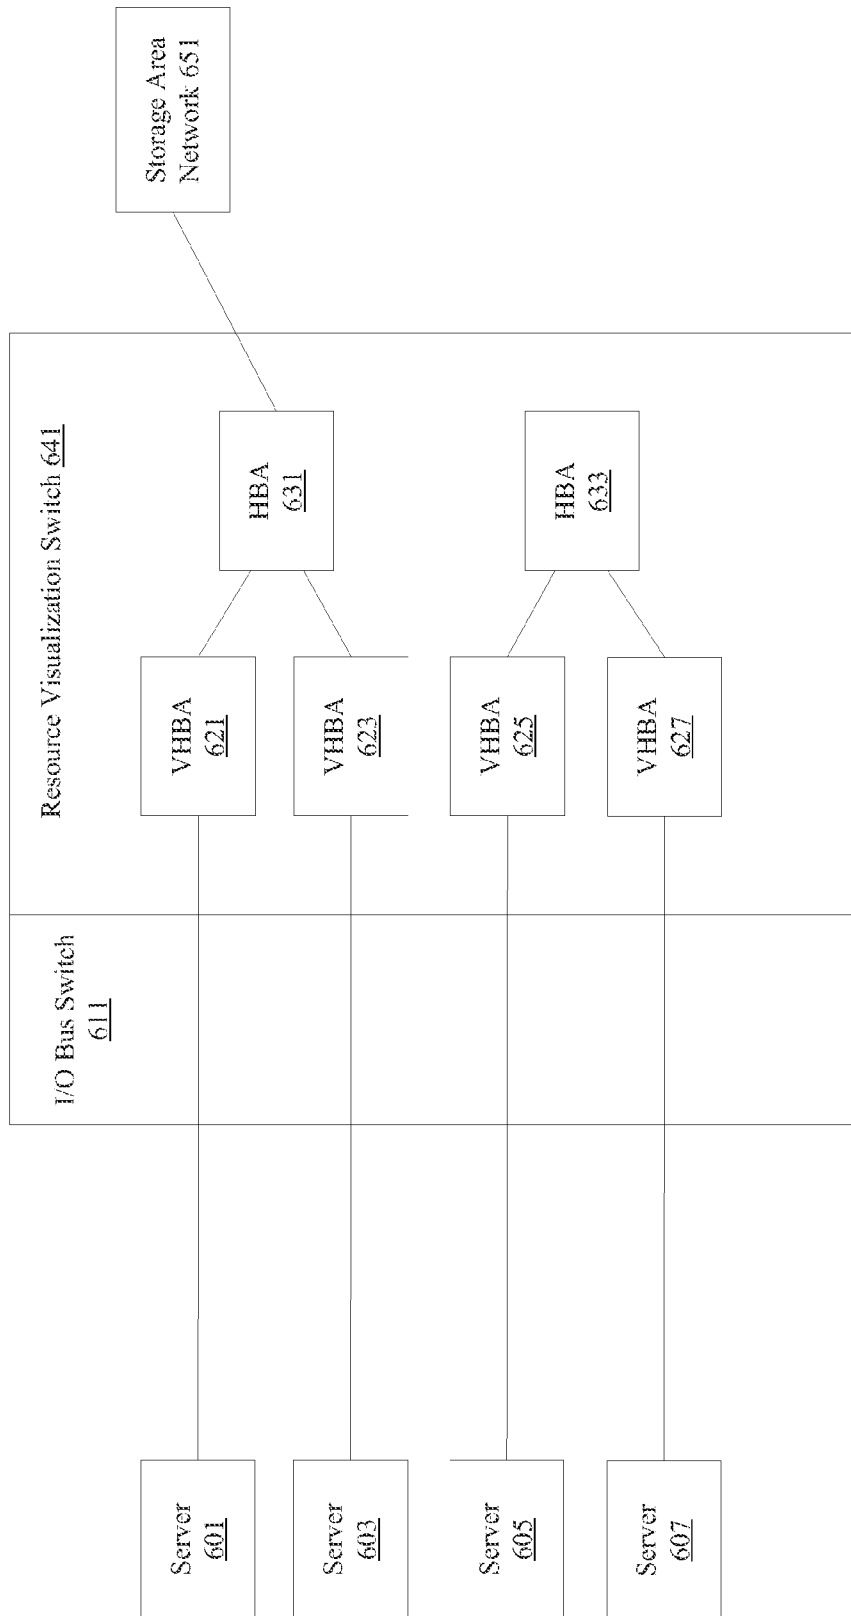 Server
601
Server
603
Server
605
Server
607
I/O Bus Switch
611
Resource Visualization Switch 641
VHBA
621
VHBA
623
VHBA
625
VHBA
627
HBA
631
HBA
633
Storage Area
Network 651